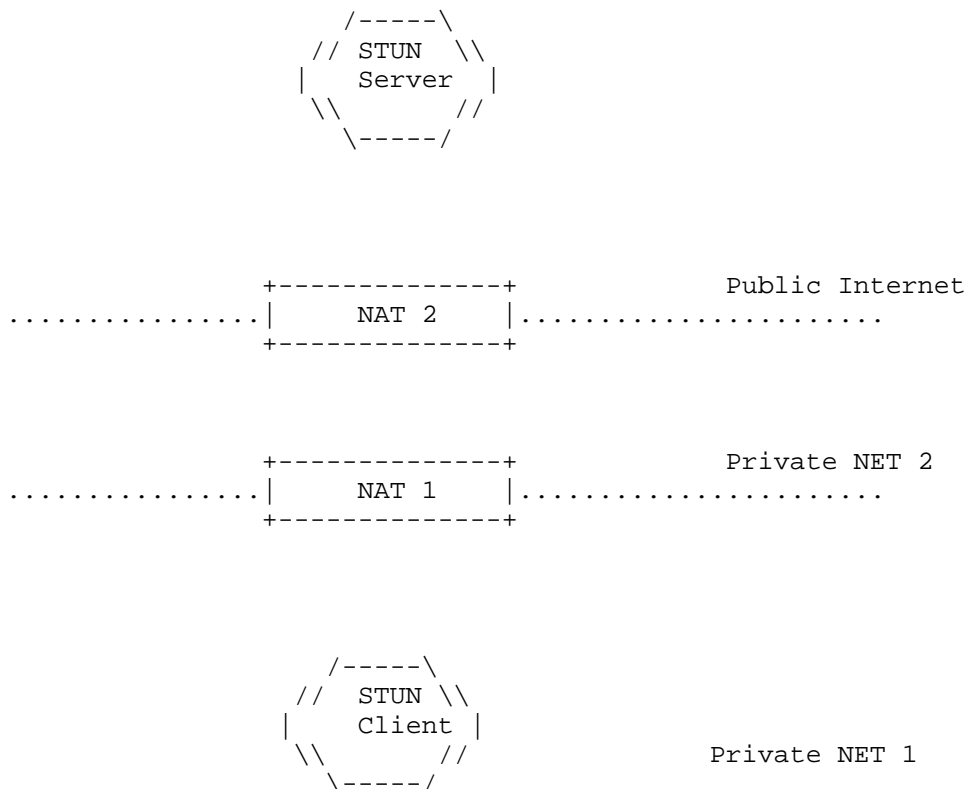 STUN
Server
Public Internet
NAT 2
Private NET 2
NAT 1
STUN
Client
Private NET 1